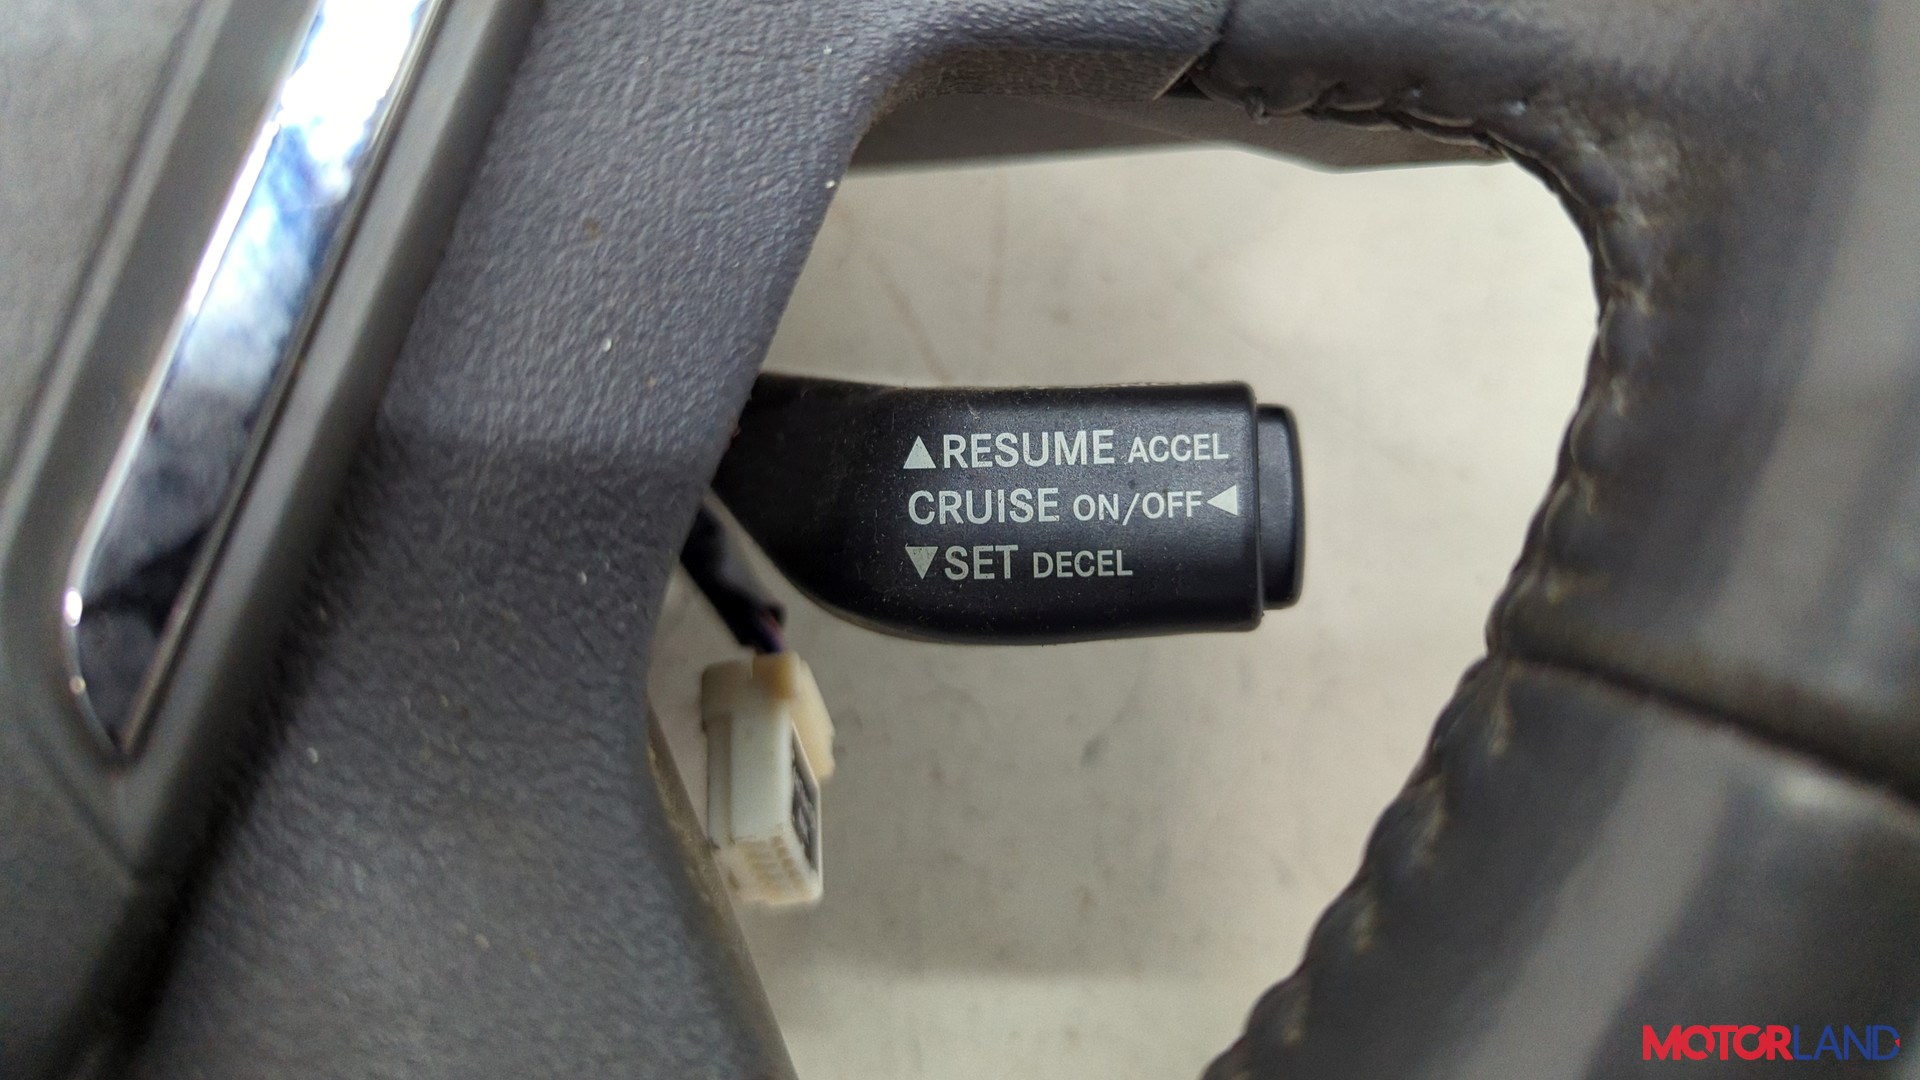 ▲RESUME ACCEL
CRUISE ON/OFF◀
▼SET DECEL
MOTORLAND